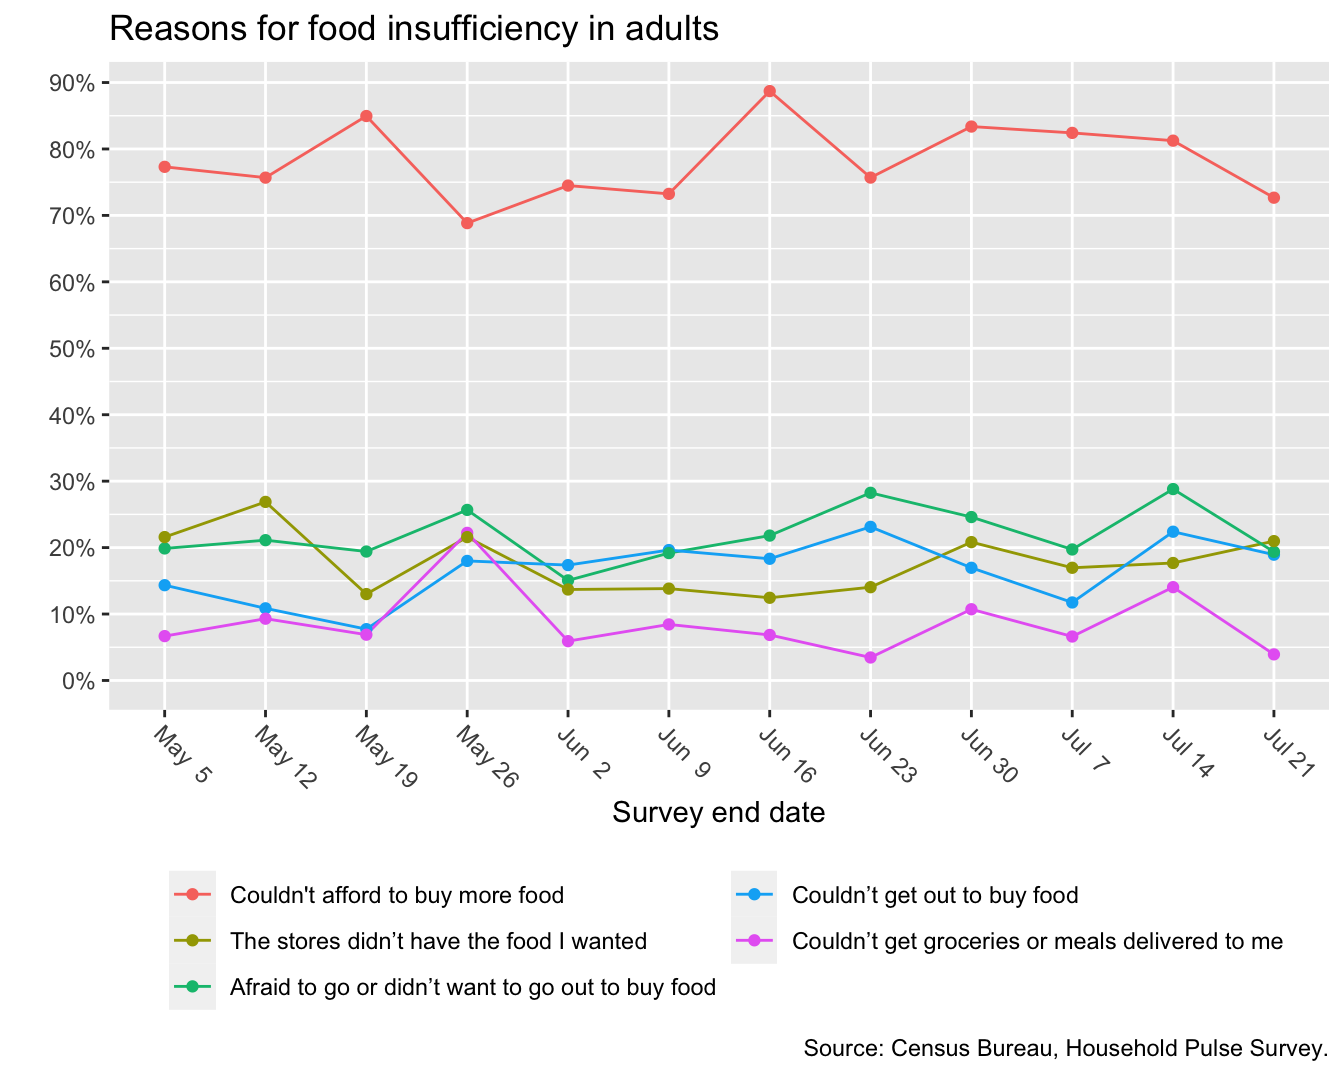 Reasons for food insufficiency in adults
90%
80%
70%
60%
50%
40%
30%
20%
10%
0%
May 5
May 12
May 19
May 26
Jun 2
Jun 9
Jun 16
Jun 23
Jun 30
Jul 7
Jul 14
Jul 21
Survey end date
Couldn't afford to buy more food
The stores didn’t have the food I wanted
Afraid to go or didn’t want to go out to buy food
Couldn’t get out to buy food
Couldn’t get groceries or meals delivered to me
Source: Census Bureau, Household Pulse Survey.